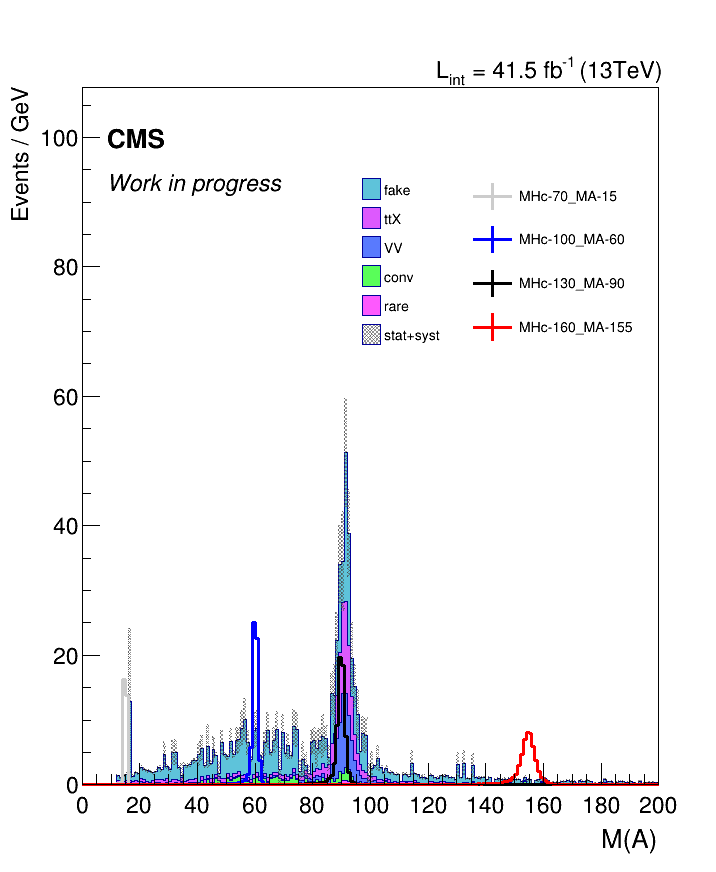 L_int = 41.5 fb^-1 (13TeV)
Events / GeV
CMS
Work in progress
fake
ttX
VV
conv
rare
stat+syst
MHc-70_MA-15
MHc-100_MA-60
MHc-130_MA-90
MHc-160_MA-155
100
80
60
40
20
0
0 20 40 60 80 100 120 140 160 180 200
M(A)